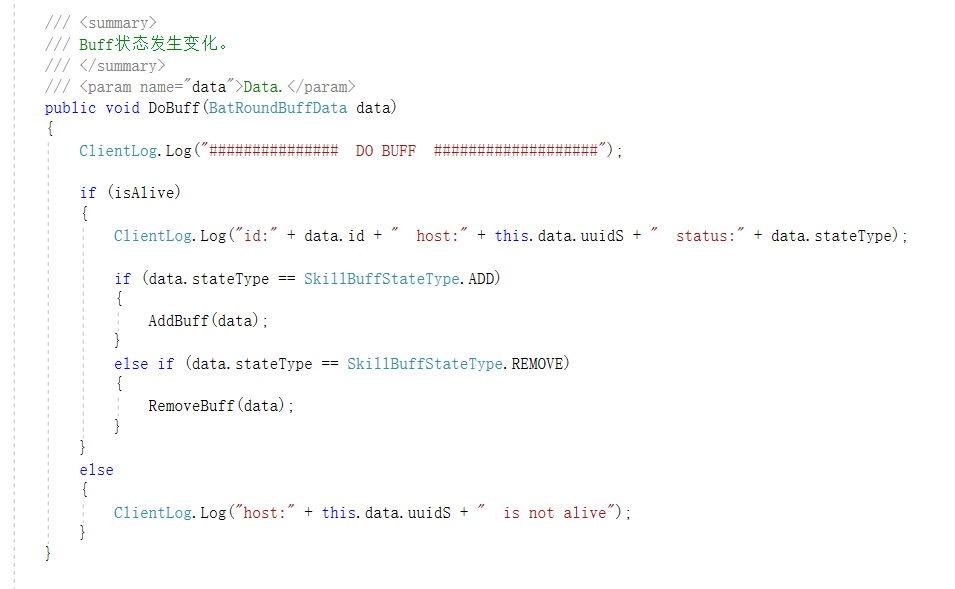 /// <summary>
/// Buff状态发生变化。
/// </summary>
/// <param name="data">Data.</param>
public void DoBuff(BatRoundBuffData data)
{
    ClientLog.Log("###############  DO BUFF  ###################");

    if (isAlive)
    {
        ClientLog.Log("id:" + data.id + "  host:" + this.data.uuidS + "  status:" + data.stateType);

        if (data.stateType == SkillBuffStateType.ADD)
        {
            AddBuff(data);
        }
        else if (data.stateType == SkillBuffStateType.REMOVE)
        {
            RemoveBuff(data);
        }
    }
    else
    {
        ClientLog.Log("host:" + this.data.uuidS + "  is not alive");
    }
}